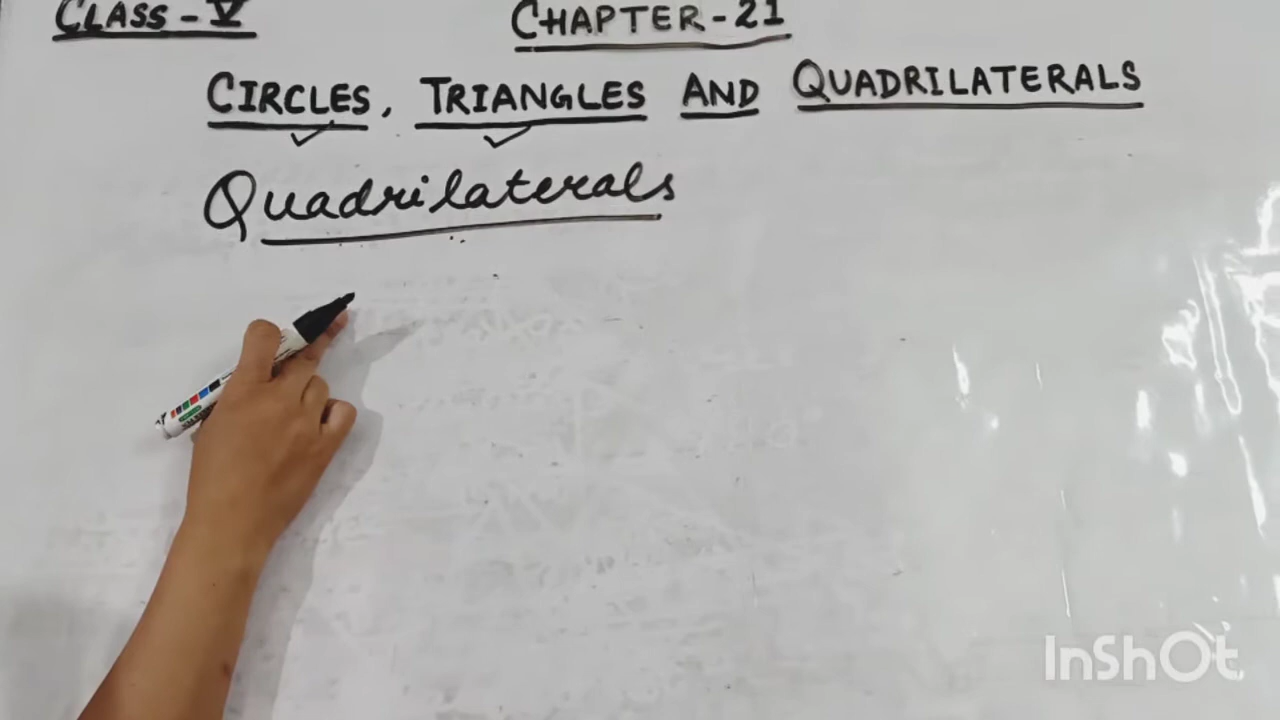 CLASS - V
CHAPTER - 21
CIRCLES, TRIANGLES AND QUADRILATERALS
Quadrilaterals
InShOt